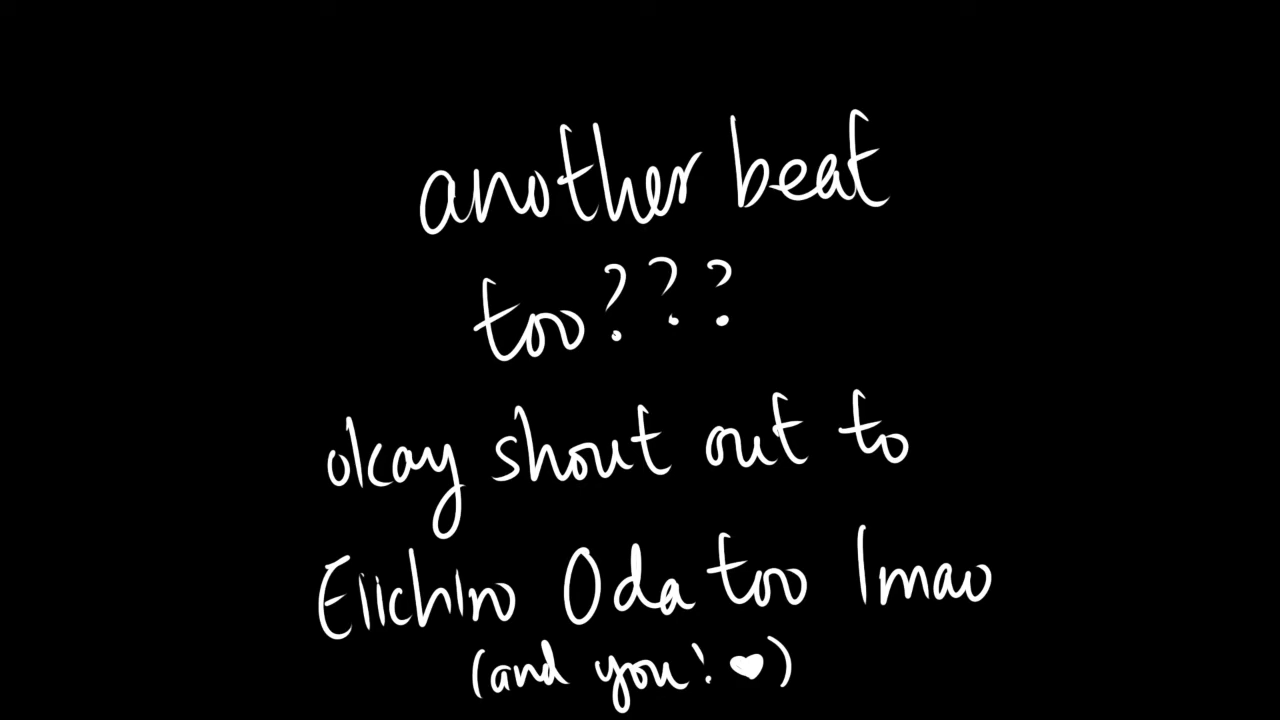 another beat
too???
okay shout out to
Eiichiro Oda too lmao
(and you! ♥)